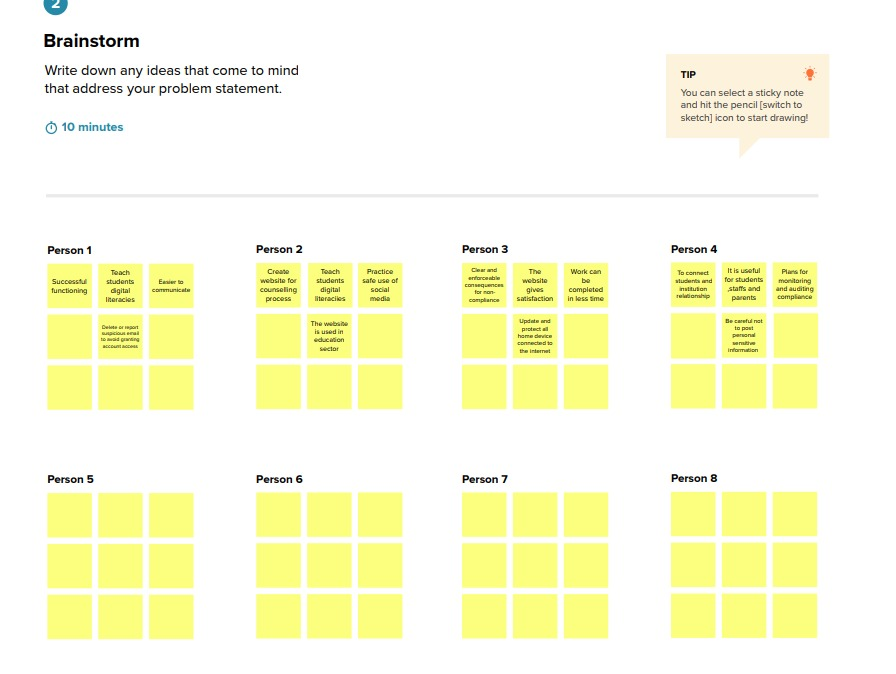 2
Brainstorm
Write down any ideas that come to mind
that address your problem statement.
10 minutes
TIP
You can select a sticky note
and hit the pencil [switch to
sketch] icon to start drawing!
Person 1
Successful
functioning
Teach
students
digital
literacies
Easier to
communicate
Delete or report
suspicious email
to avoid granting
account access
Person 2
Create
website for
counselling
process
Teach
students
digital
literacies
Practice
safe use of
social
media
The website
is used in
education
sector
Person 3
Clear and
enforceable
consequences
for non-
compliance
The
website
gives
satisfaction
Work can
be
completed
in less time
Update and
protect all
home device
connected to
the internet
Person 4
To connect
students and
institution
relationship
It is useful
for students
,staffs and
parents
Plans for
monitoring
and auditing
compliance
Be careful not
to post
personal
sensitive
information
Person 5
Person 6
Person 7
Person 8